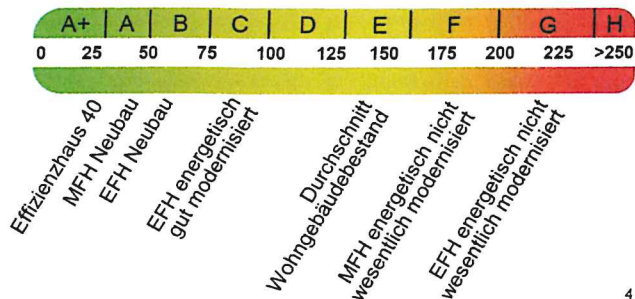 A+ A B C D E F G H
0 25 50 75 100 125 150 175 200 225 >250
Effizienzhaus 40
MFH Neubau
EFH Neubau
EFH energetisch
gut modernisiert
Durchschnitt
Wohngebäudebestand
MFH energetisch nicht
wesentlich modernisiert
EFH energetisch nicht
wesentlich modernisiert
4